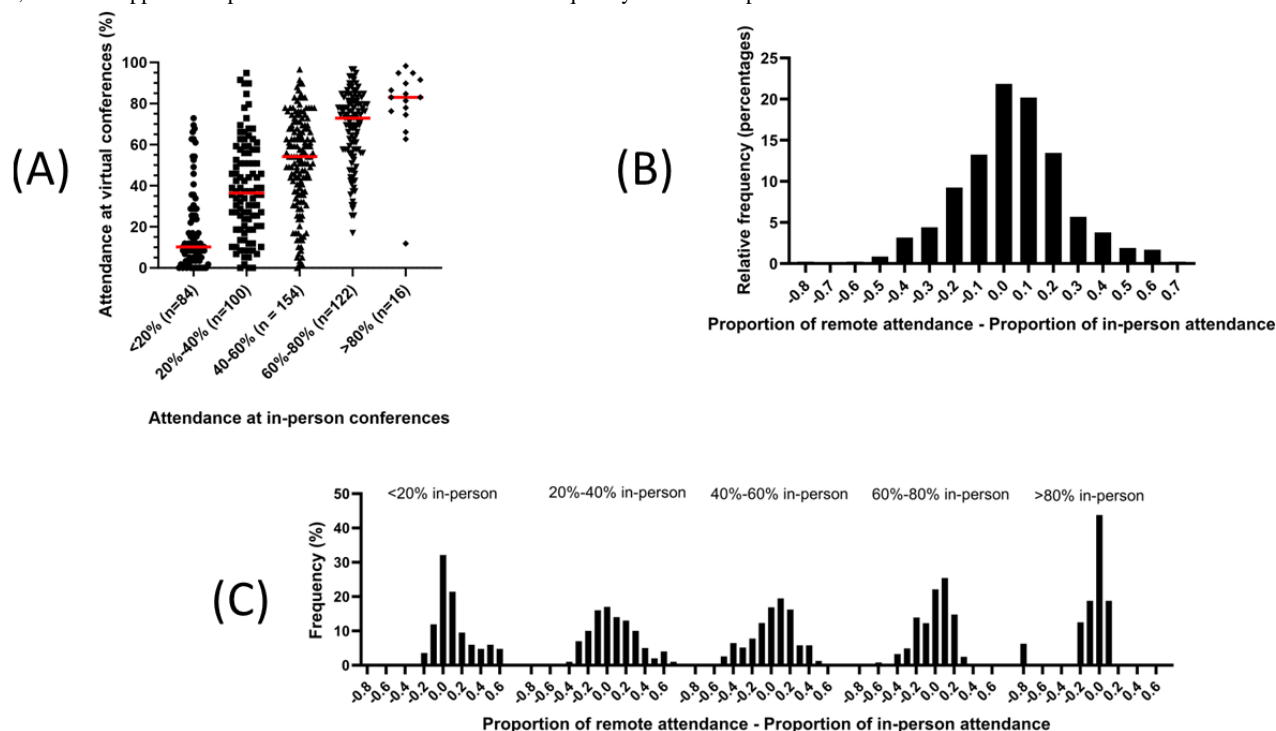 (A)
Attendance at virtual conferences (%)
100
80
60
40
20
0
<20% (n=84)
20%-40% (n=100)
40-60% (n = 154)
60%-80% (n=122)
>80% (n=16)
Attendance at in-person conferences
(B)
Relative frequency (percentages)
25
20
15
10
5
0
-0.8 -0.7 -0.6 -0.5 -0.4 -0.3 -0.2 -0.1 0.0 0.1 0.2 0.3 0.4 0.5 0.6 0.7
Proportion of remote attendance - Proportion of in-person attendance
(C)
Frequency (%)
50
40
30
20
10
0
<20% in-person 20%-40% in-person 40%-60% in-person 60%-80% in-person >80% in-person
-0.8 -0.6 -0.4 -0.2 0.0 0.2 0.4 0.6 -0.8 -0.6 -0.4 -0.2 0.0 0.2 0.4 0.6 -0.8 -0.6 -0.4 -0.2 0.0 0.2 0.4 0.6 -0.8 -0.6 -0.4 -0.2 0.0 0.2 0.4 0.6 -0.8 -0.6 -0.4 -0.2 0.0 0.2 0.4 0.6
Proportion of remote attendance - Proportion of in-person attendance